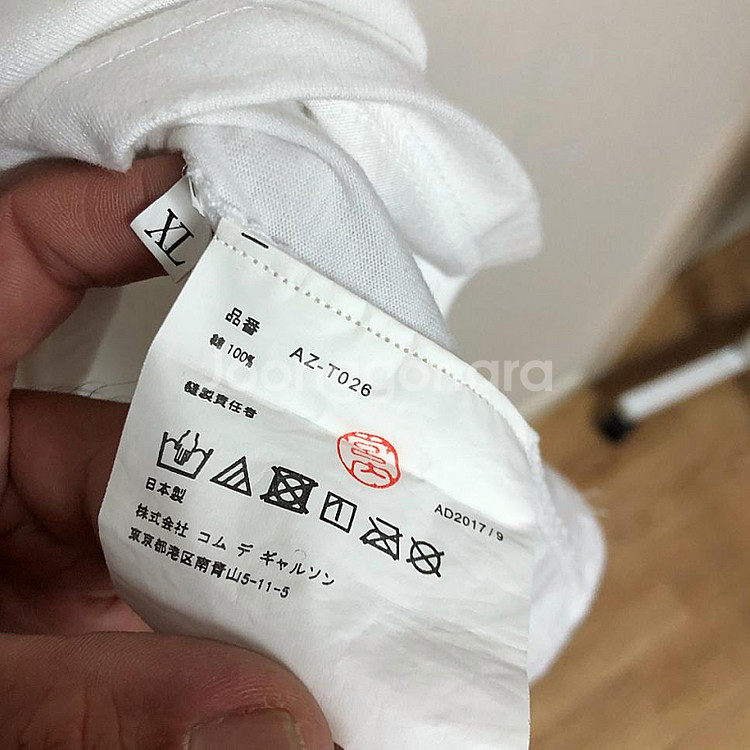 XL
品番 AZ-T026
綿 100%
縫製責任者
日本製
AD2017/9
株式会社 コム デ ギャルソン
東京都港区南青山5-11-5
joonggonara